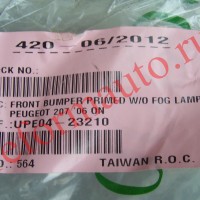 420-06/2012
CK NO.:
C. FRONT BUMPER PRIMED W/O FOG LAMP
PEUGEOT 207 '06 ON
F.:UPE04-23210
O.: 564
TAIWAN R.O.C.